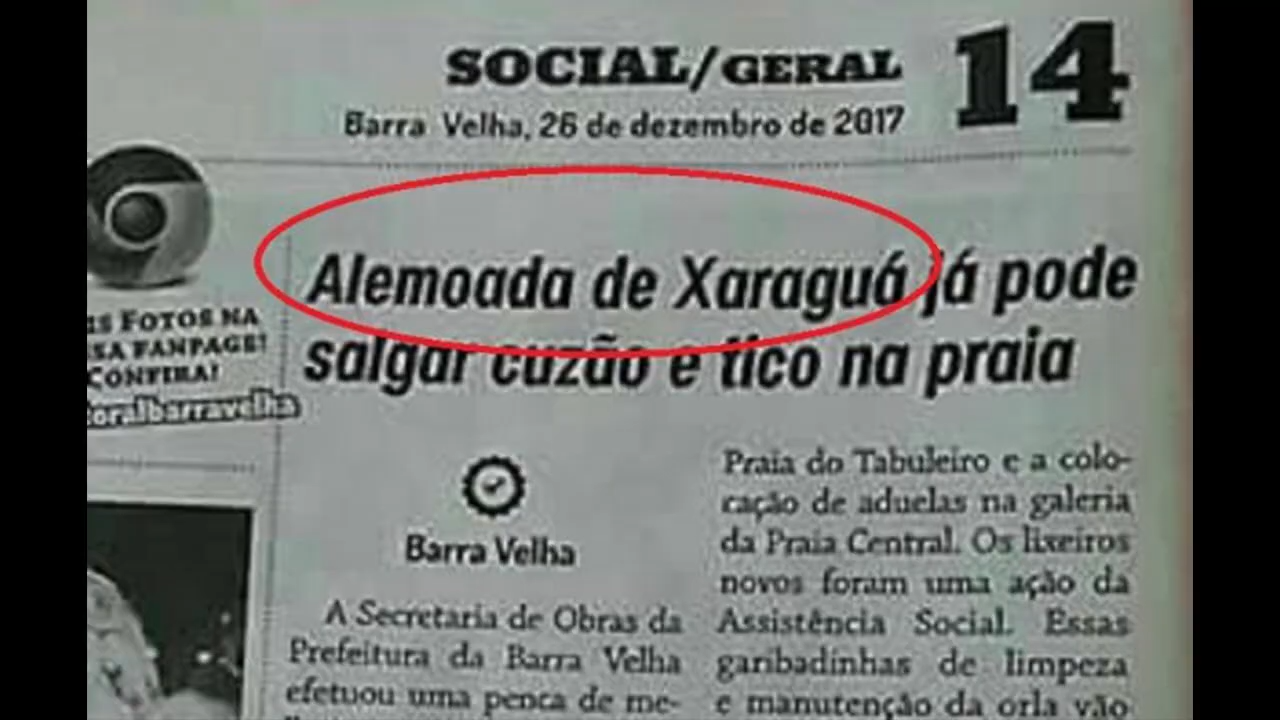 SOCIAL/GERAL 14
Barra Velha, 26 de dezembro de 2017
is Fotos na
sa fanpage!
Confira!
oralbarravelha
Alemoada de Xaraguá já pode
salgar cuzão e tico na praia
Barra Velha
A Secretaria de Obras da
Prefeitura da Barra Velha
efetuou uma penca de me-
Praia do Tabuleiro e a colo-
cação de aduelas na galeria
da Praia Central. Os lixeiros
novos foram uma ação da
Assistência Social. Essas
garibadinhas de limpeza
e manutenção da orla vão